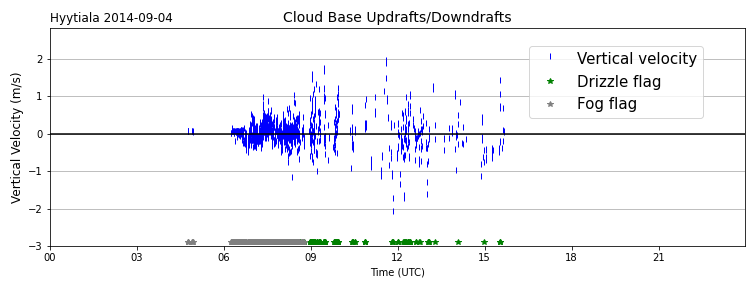 Hyytiala 2014-09-04
Cloud Base Updrafts/Downdrafts
Vertical Velocity (m/s)
2
1
0
−1
−2
−3
Vertical velocity
Drizzle flag
Fog flag
00 03 06 09 12 15 18 21
Time (UTC)